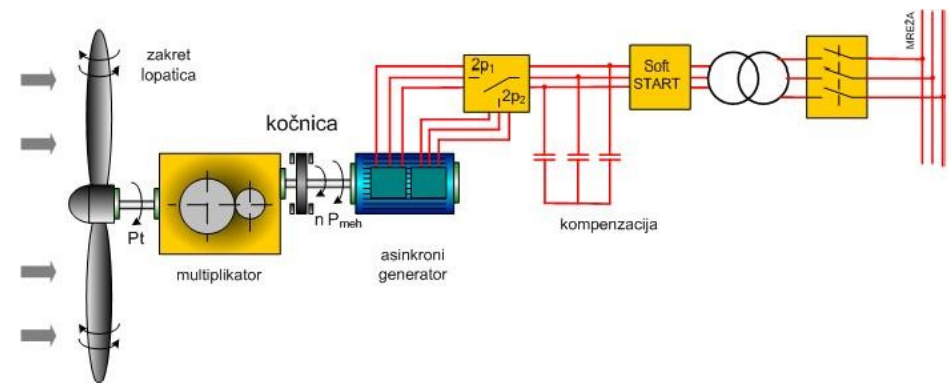 zakret
lopatica
Pt
multiplikator
kočnica
n Pmeh
asinkroni
generator
2p1
2p2
kompenzacija
Soft
START
MREŽA